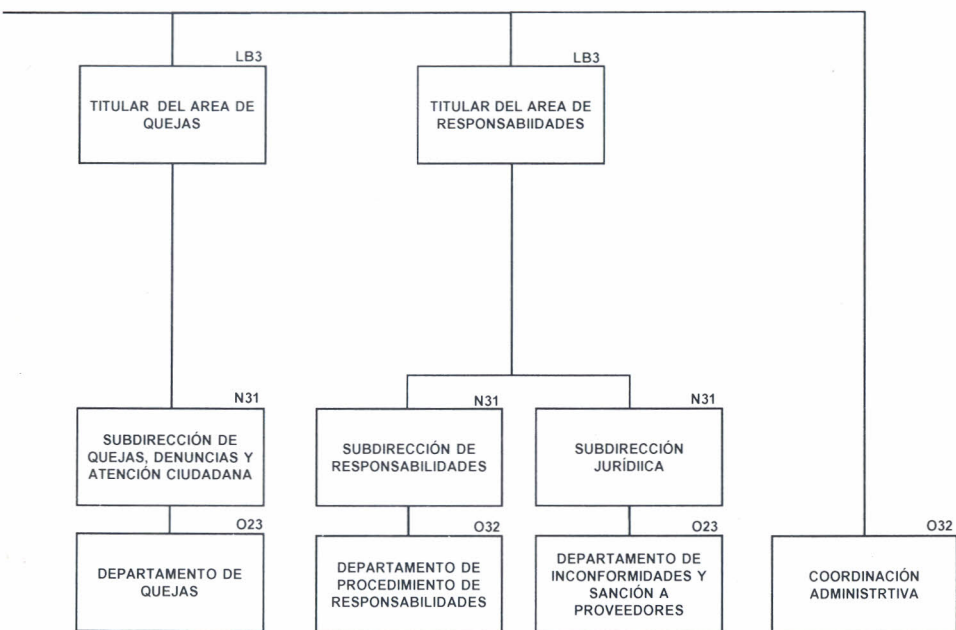 LB3
TITULAR DEL AREA DE
QUEJAS
LB3
TITULAR DEL AREA DE
RESPONSABIIDADES
N31
SUBDIRECCIÓN DE
QUEJAS, DENUNCIAS Y
ATENCIÓN CIUDADANA
N31
SUBDIRECCIÓN DE
RESPONSABILIDADES
N31
SUBDIRECCIÓN
JURÍDIICA
O23
DEPARTAMENTO DE
QUEJAS
O32
DEPARTAMENTO DE
PROCEDIMIENTO DE
RESPONSABILIDADES
O23
DEPARTAMENTO DE
INCONFORMIDADES Y
SANCIÓN A
PROVEEDORES
O32
COORDINACIÓN
ADMINISTRTIVA